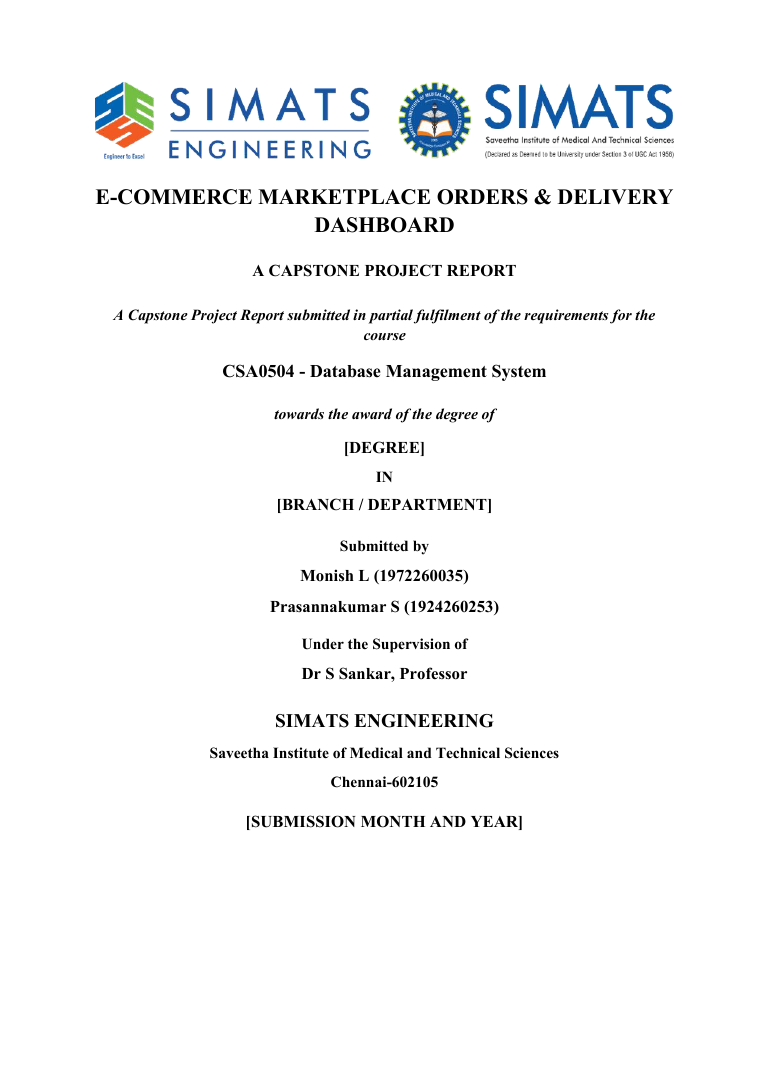 SIMATS
ENGINEERING
Engineer to Excel
SIMATS
Saveetha Institute of Medical And Technical Sciences
(Declared as Deemed to be University under Section 3 of UGC Act 1956)
E-COMMERCE MARKETPLACE ORDERS & DELIVERY
DASHBOARD
A CAPSTONE PROJECT REPORT
A Capstone Project Report submitted in partial fulfilment of the requirements for the
course
CSA0504 - Database Management System
towards the award of the degree of
[DEGREE]
IN
[BRANCH / DEPARTMENT]
Submitted by
Monish L (1972260035)
Prasannakumar S (1924260253)
Under the Supervision of
Dr S Sankar, Professor
SIMATS ENGINEERING
Saveetha Institute of Medical and Technical Sciences
Chennai-602105
[SUBMISSION MONTH AND YEAR]